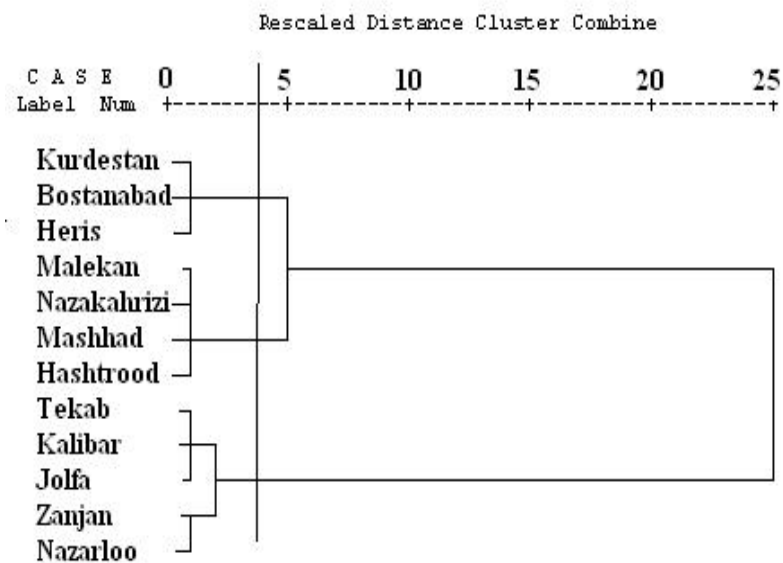 Rescaled Distance Cluster Combine
C A S E 0 5 10 15 20 25
Label Num +---------+---------+---------+---------+---------+
Kurdestan
Bostanabad
Heris
Malekan
Nazakahrizi
Mashhad
Hashtrood
Tekab
Kalibar
Jolfa
Zanjan
Nazarloo